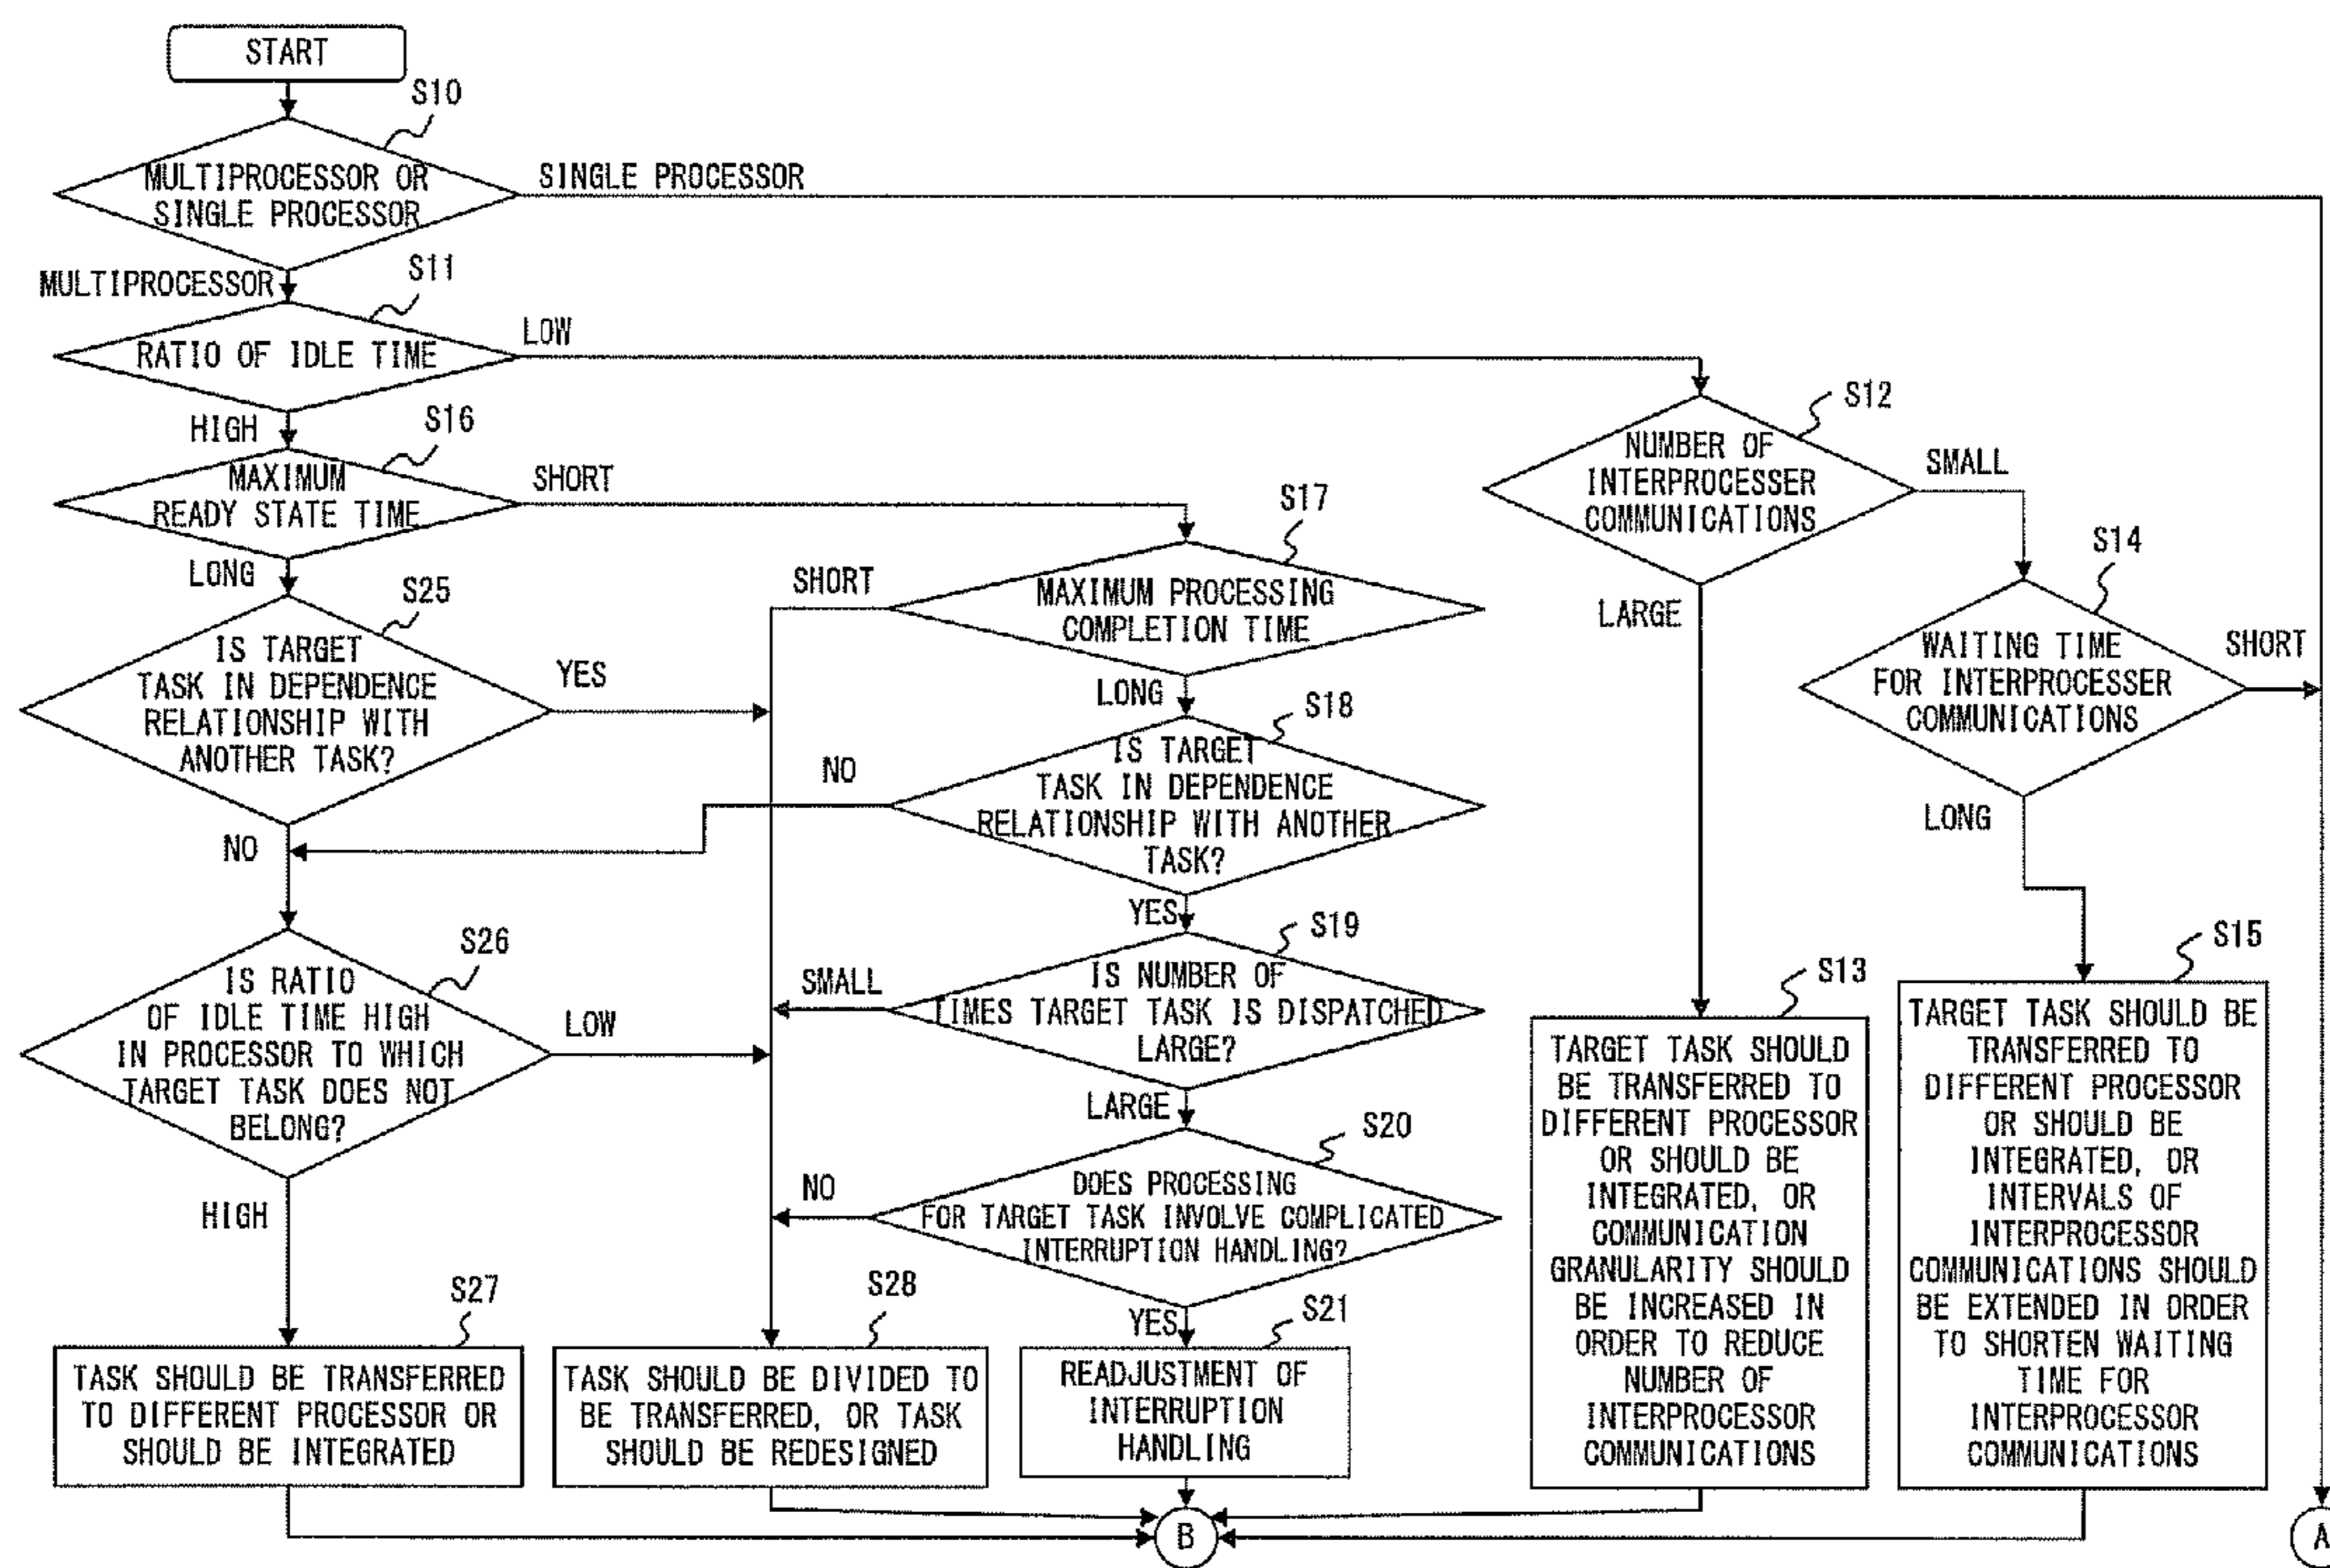 START
S10
MULTIPROCESSOR OR
SINGLE PROCESSOR
SINGLE PROCESSOR
MULTIPROCESSOR
S11
RATIO OF IDLE TIME
LOW
HIGH
S16
MAXIMUM
READY STATE TIME
SHORT
LONG
S12
NUMBER OF
INTERPROCESSER
COMMUNICATIONS
SMALL
LARGE
S17
MAXIMUM PROCESSING
COMPLETION TIME
SHORT
LONG
S14
WAITING TIME
FOR INTERPROCESSER
COMMUNICATIONS
SHORT
LONG
S25
IS TARGET
TASK IN DEPENDENCE
RELATIONSHIP WITH
ANOTHER TASK?
YES
NO
S18
IS TARGET
TASK IN DEPENDENCE
RELATIONSHIP WITH ANOTHER
TASK?
NO
YES
S19
IS NUMBER OF
TIMES TARGET TASK IS DISPATCHED
LARGE?
SMALL
LARGE
S26
IS RATIO
OF IDLE TIME HIGH
IN PROCESSOR TO WHICH
TARGET TASK DOES NOT
BELONG?
LOW
HIGH
S20
DOES PROCESSING
FOR TARGET TASK INVOLVE COMPLICATED
INTERRUPTION HANDLING?
NO
YES
S13
TARGET TASK SHOULD
BE TRANSFERRED TO
DIFFERENT PROCESSOR
OR SHOULD BE
INTEGRATED, OR
COMMUNICATION
GRANULARITY SHOULD
BE INCREASED IN
ORDER TO REDUCE
NUMBER OF
INTERPROCESSOR
COMMUNICATIONS
S15
TARGET TASK SHOULD BE
TRANSFERRED TO
DIFFERENT PROCESSOR
OR SHOULD BE
INTEGRATED, OR
INTERVALS OF
INTERPROCESSOR
COMMUNICATIONS SHOULD
BE EXTENDED IN ORDER
TO SHORTEN WAITING
TIME FOR
INTERPROCESSOR
COMMUNICATIONS
S27
TASK SHOULD BE TRANSFERRED
TO DIFFERENT PROCESSOR OR
SHOULD BE INTEGRATED
S28
TASK SHOULD BE DIVIDED TO
BE TRANSFERRED, OR TASK
SHOULD BE REDESIGNED
S21
READJUSTMENT OF
INTERRUPTION
HANDLING
B
A